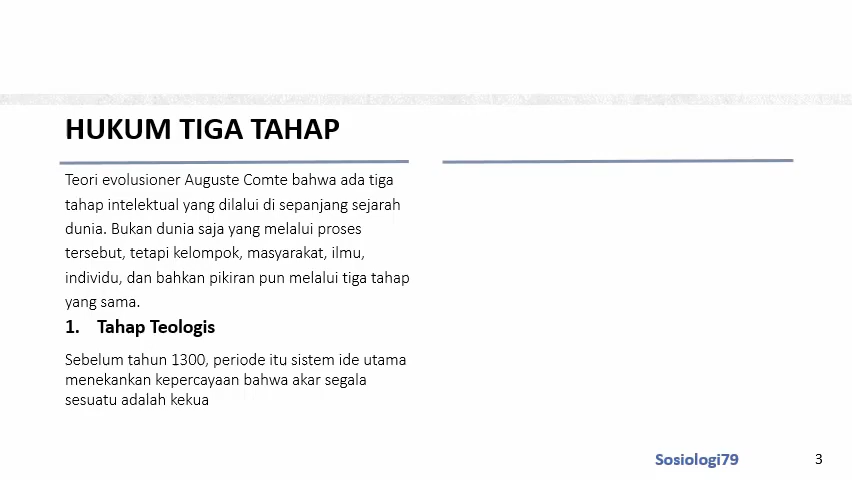 HUKUM TIGA TAHAP
Teori evolusioner Auguste Comte bahwa ada tiga
tahap intelektual yang dilalui di sepanjang sejarah
dunia. Bukan dunia saja yang melalui proses
tersebut, tetapi kelompok, masyarakat, ilmu,
individu, dan bahkan pikiran pun melalui tiga tahap
yang sama.
1. Tahap Teologis
Sebelum tahun 1300, periode itu sistem ide utama
menekankan kepercayaan bahwa akar segala
sesuatu adalah kekua
Sosiologi79
3